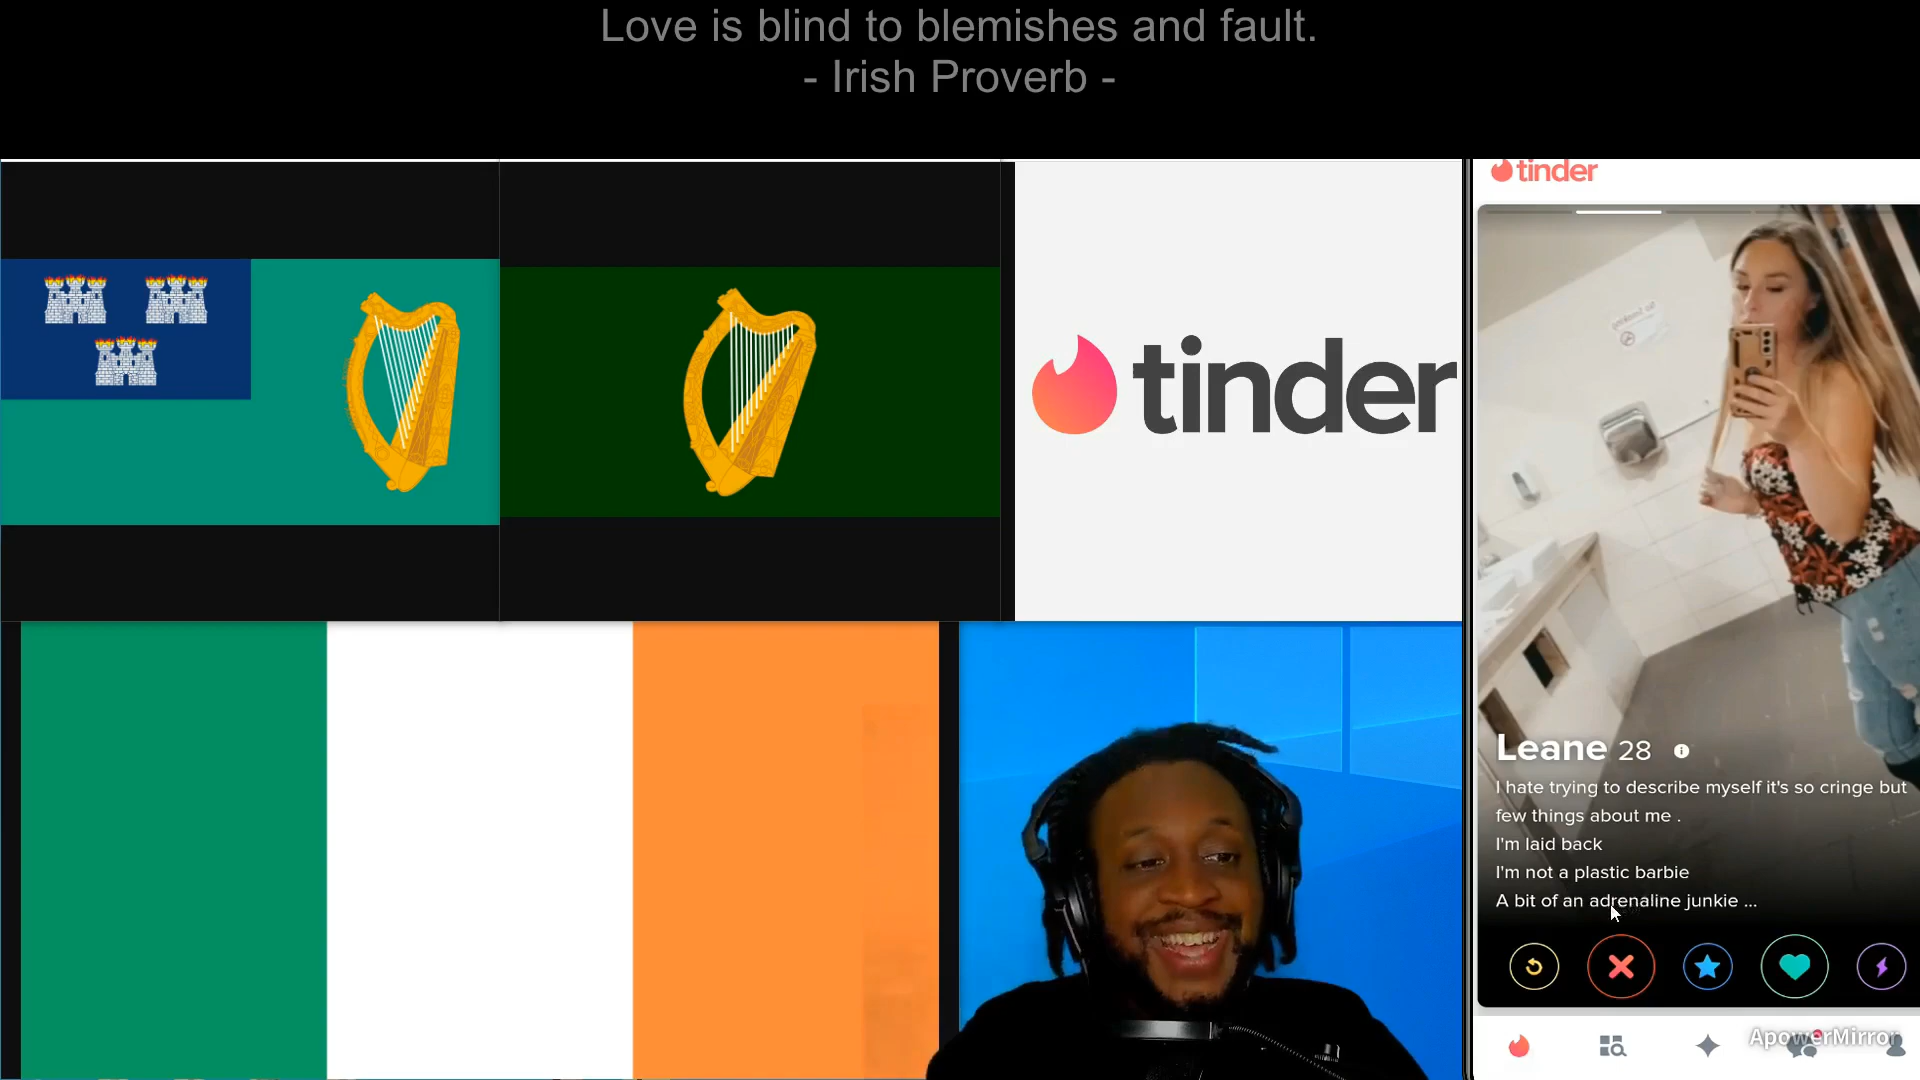 Love is blind to blemishes and fault.
- Irish Proverb -
tinder
tinder
Leane 28
I hate trying to describe myself it's so cringe but
few things about me .
I'm laid back
I'm not a plastic barbie
A bit of an adrenaline junkie ...
ApowerMirror